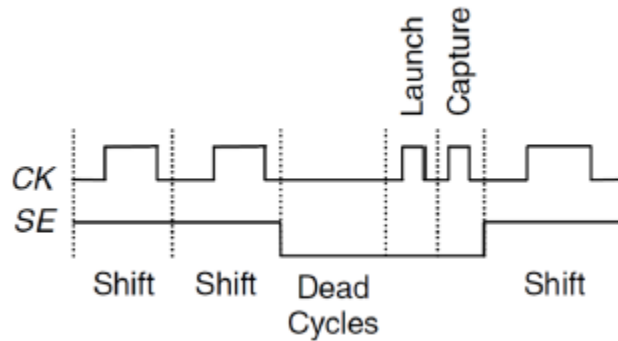 Launch
Capture
CK
SE
Shift
Shift
Dead
Cycles
Shift